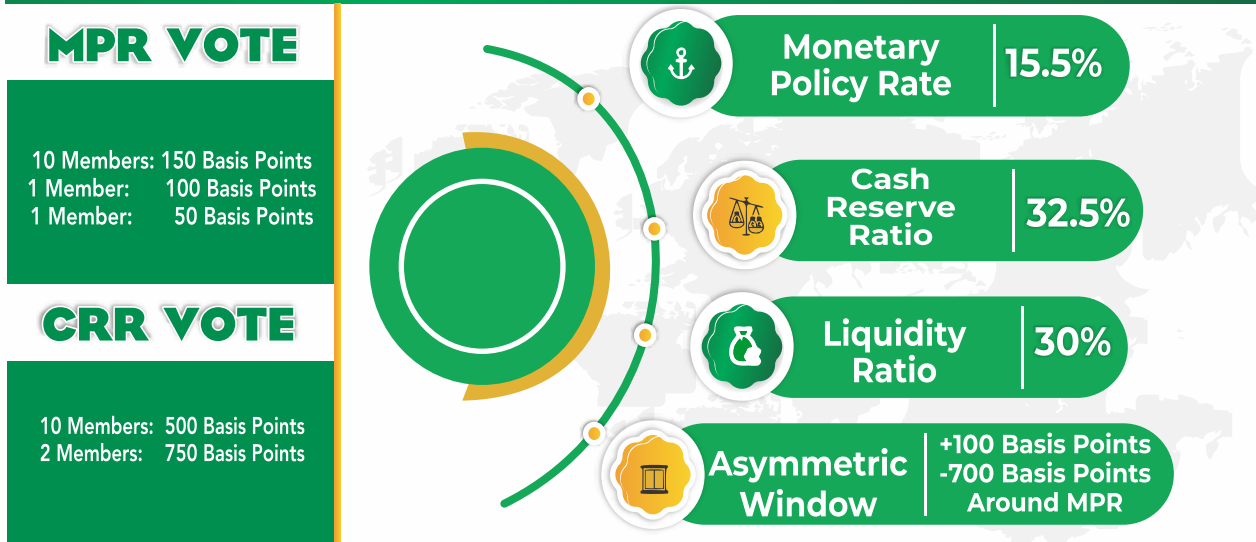 MPR VOTE
10 Members: 150 Basis Points
1 Member: 100 Basis Points
1 Member: 50 Basis Points
CRR VOTE
10 Members: 500 Basis Points
2 Members: 750 Basis Points
Monetary
Policy Rate
15.5%
Cash
Reserve
Ratio
32.5%
Liquidity
Ratio
30%
Asymmetric
Window
+100 Basis Points
-700 Basis Points
Around MPR